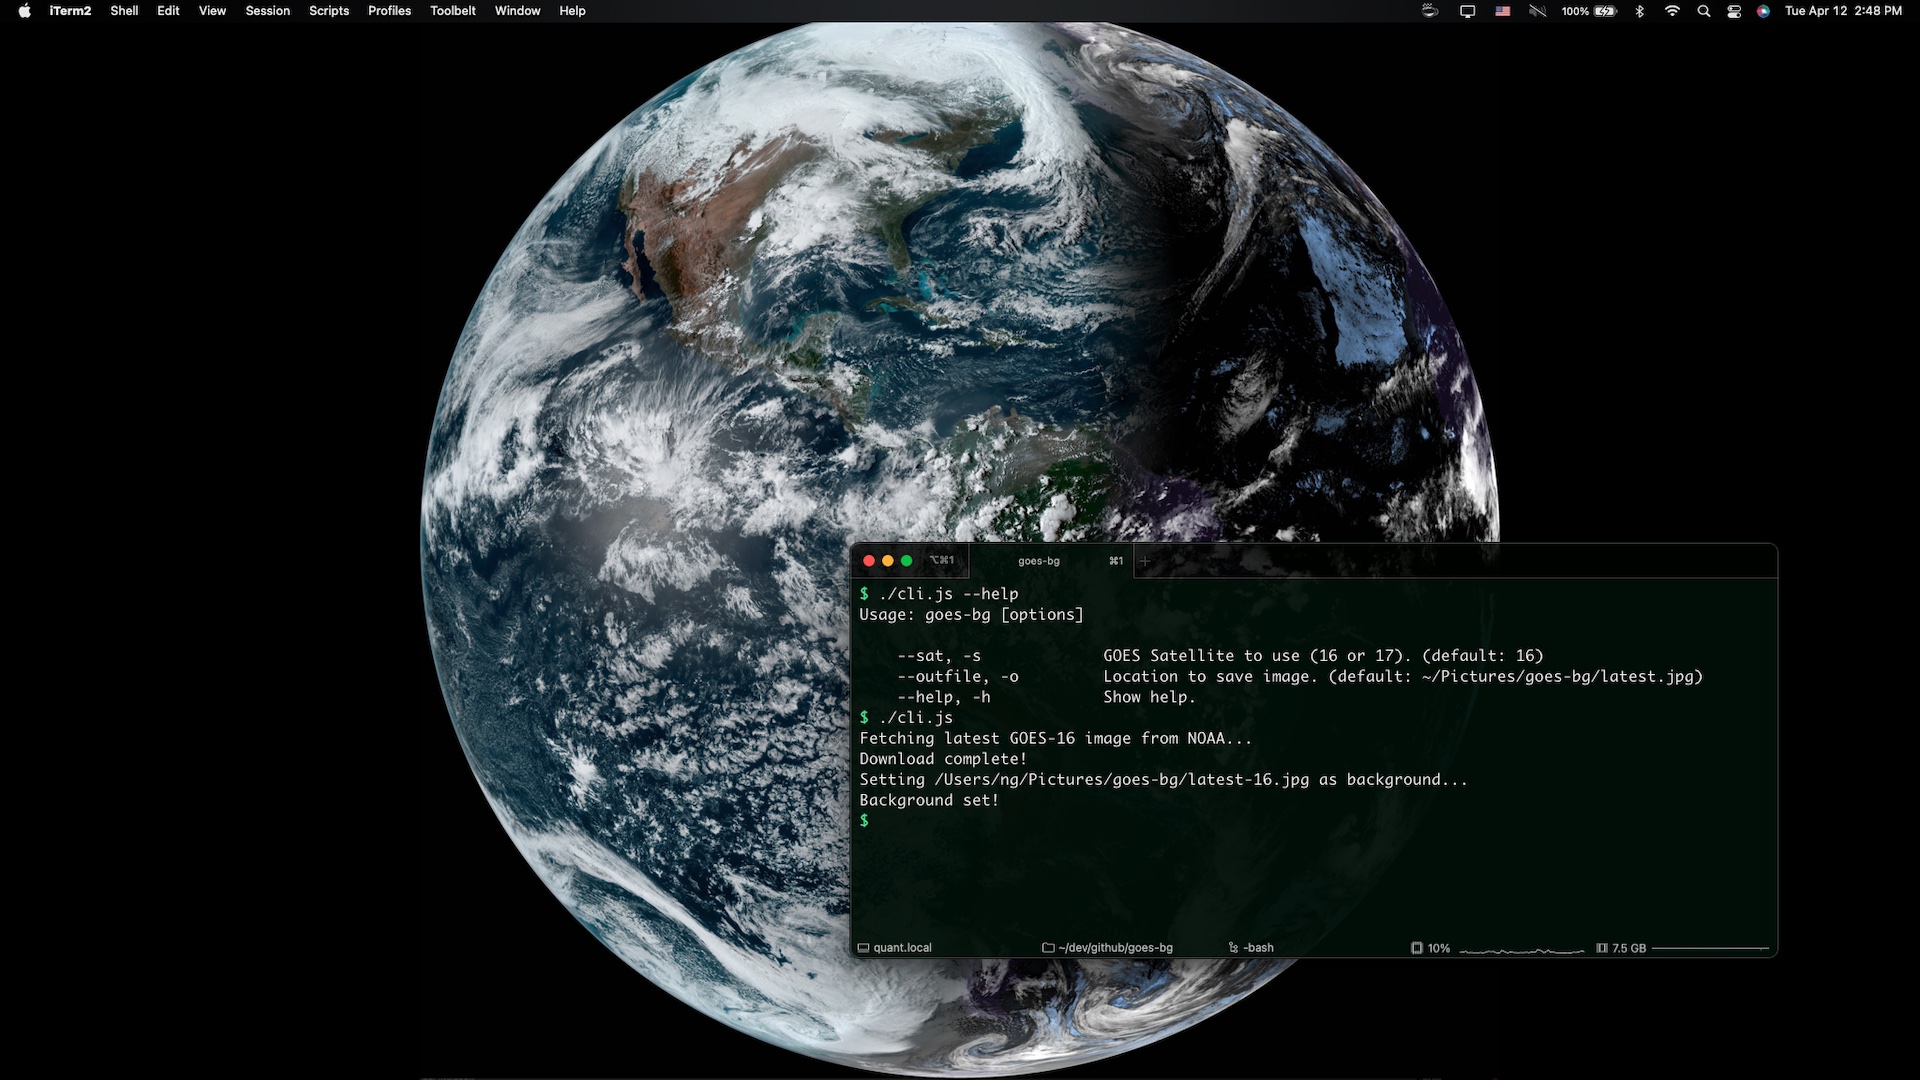 iTerm2 Shell Edit View Session Scripts Profiles Toolbelt Window Help 100% Tue Apr 12 2:48 PM
⌥⌘1 goes-bg ⌘1 +
$ ./cli.js --help
Usage: goes-bg [options]
--sat, -s GOES Satellite to use (16 or 17). (default: 16)
--outfile, -o Location to save image. (default: ~/Pictures/goes-bg/latest.jpg)
--help, -h Show help.
$ ./cli.js
Fetching latest GOES-16 image from NOAA...
Download complete!
Setting /Users/ng/Pictures/goes-bg/latest-16.jpg as background...
Background set!
$
quant.local ~/dev/github/goes-bg -bash 10% 7.5 GB